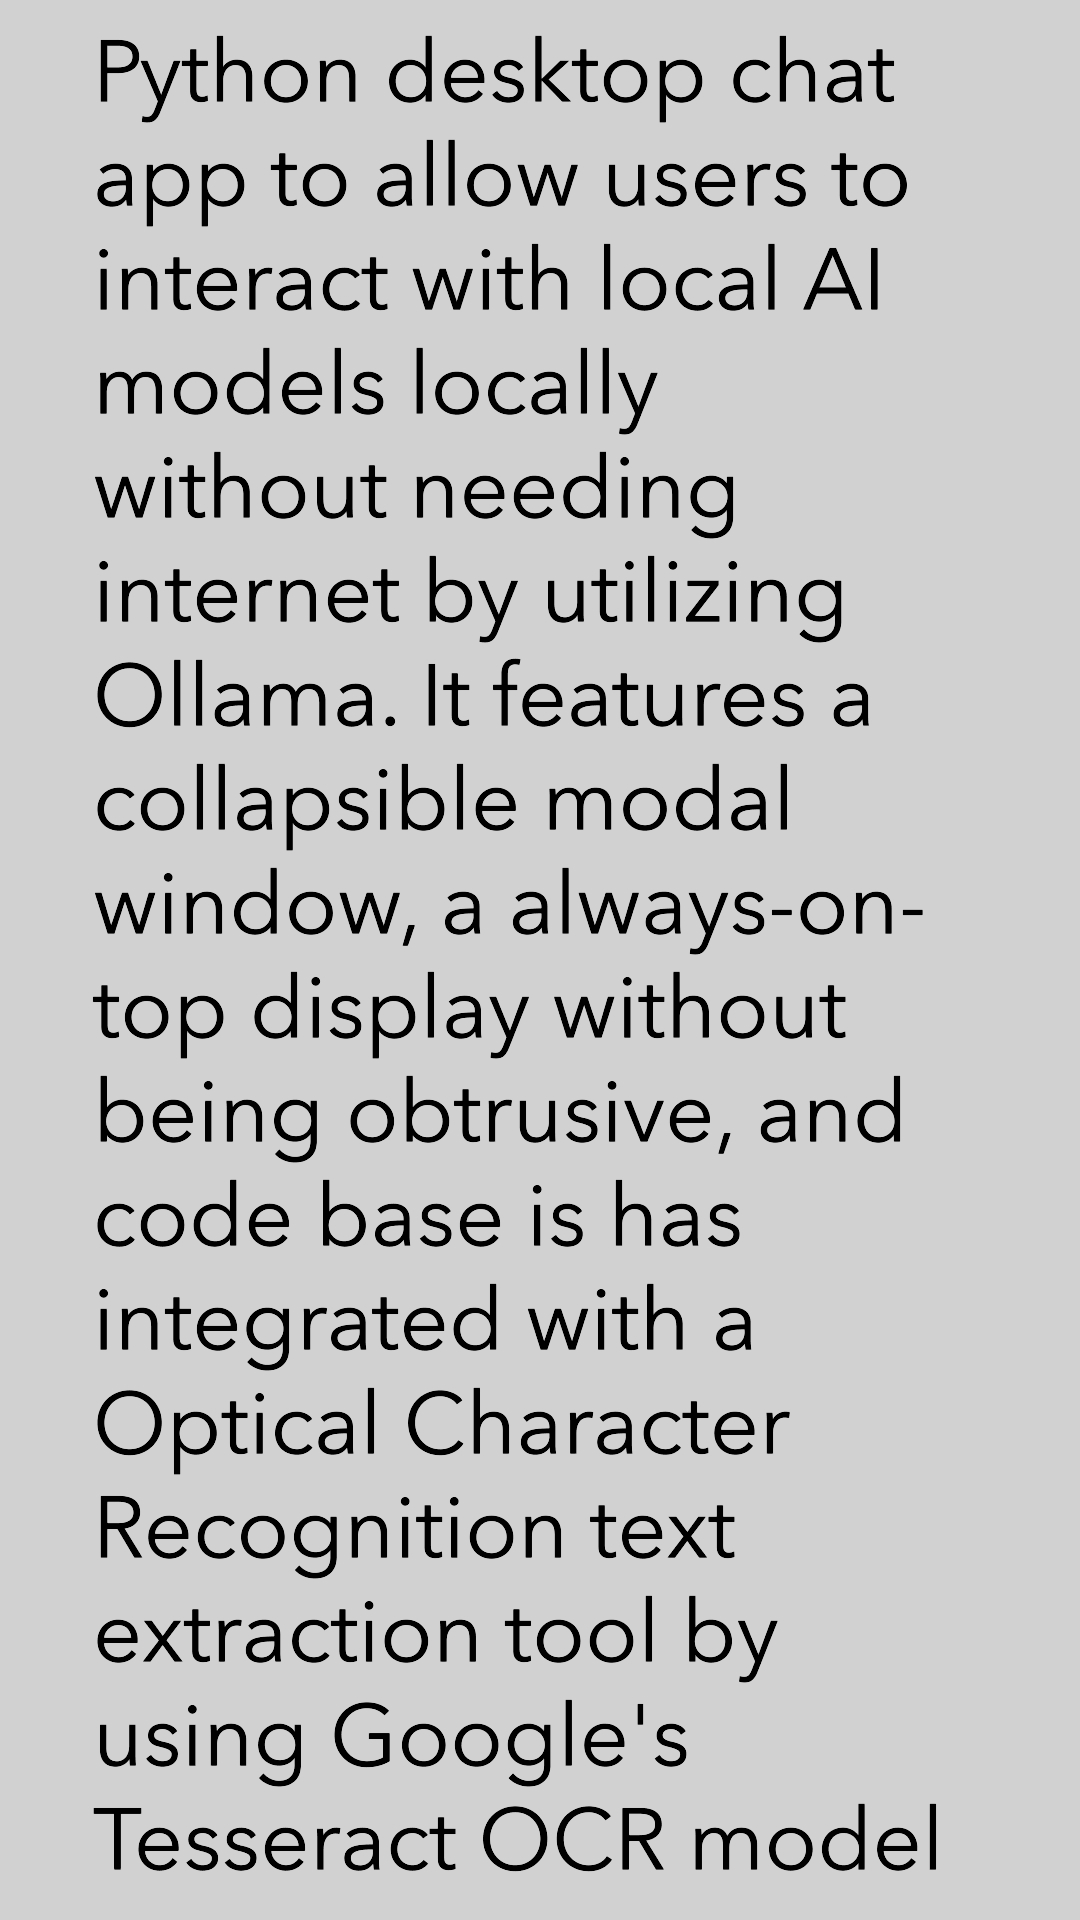 Python desktop chat
app to allow users to
interact with local AI
models locally
without needing
internet by utilizing
Ollama. It features a
collapsible modal
window, a always-on-
top display without
being obtrusive, and
code base is has
integrated with a
Optical Character
Recognition text
extraction tool by
using Google's
Tesseract OCR model